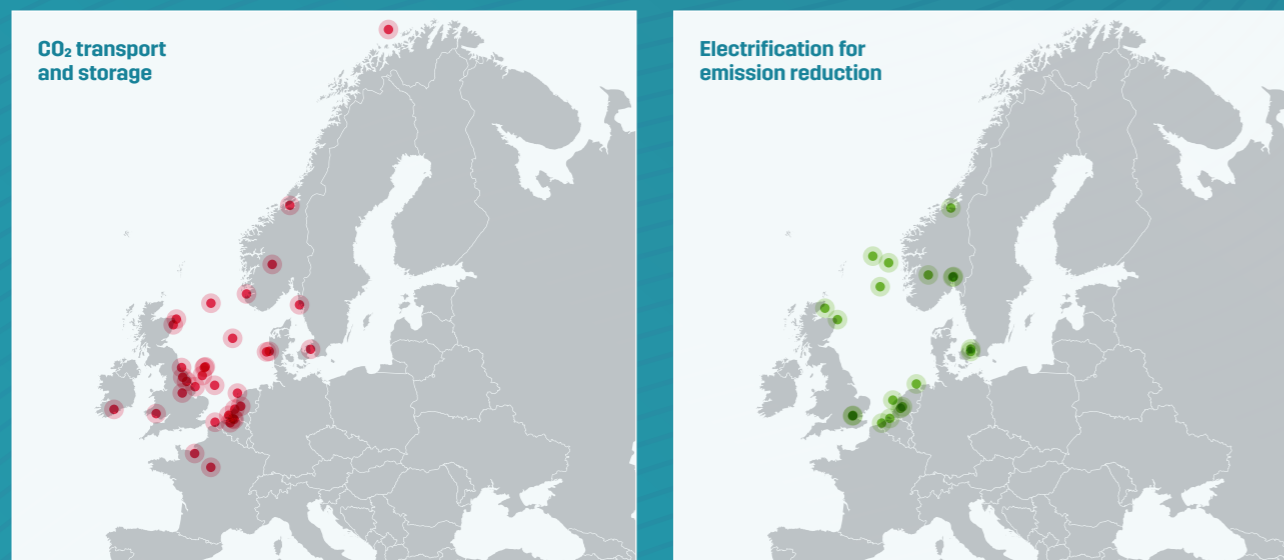 CO₂ transport
and storage
Electrification for
emission reduction